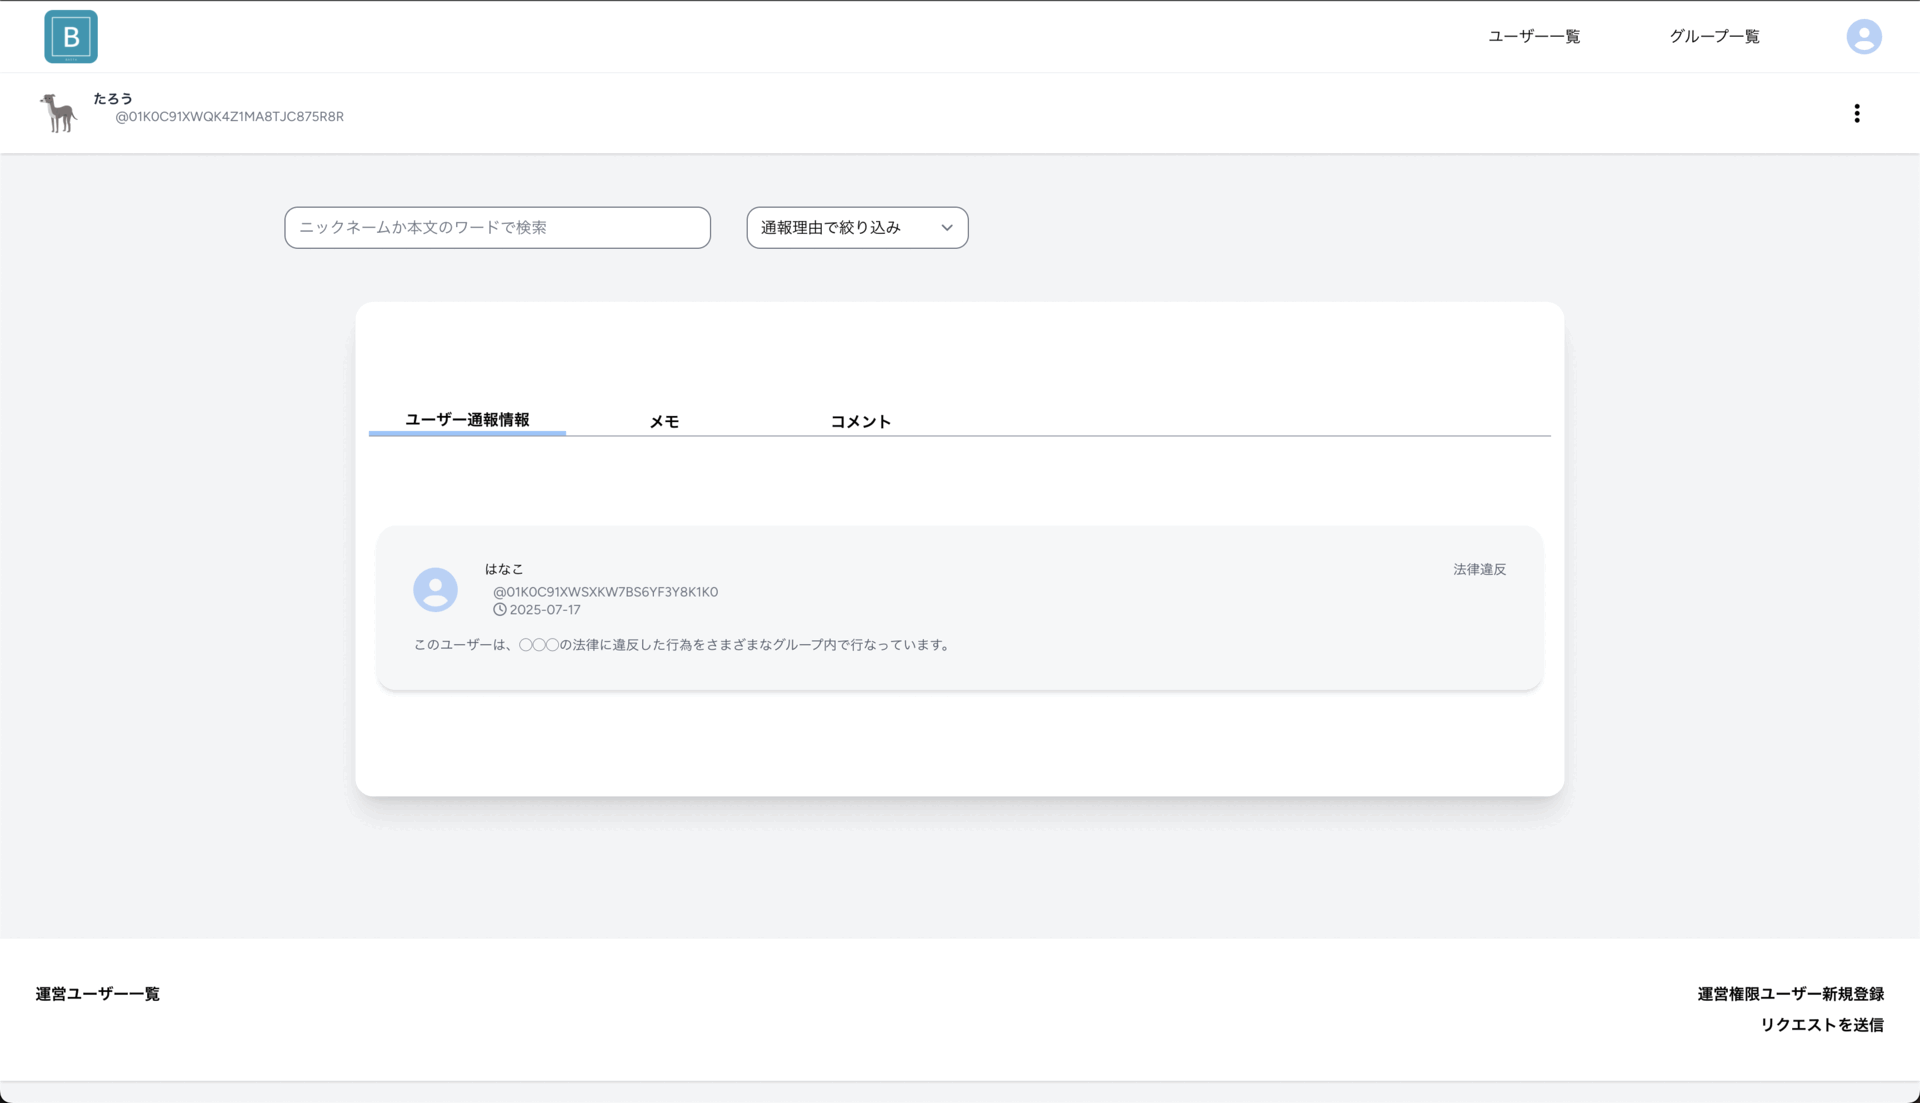 B
ユーザー一覧
グループ一覧
たろう
@01K0C91XWQK4Z1MA8TJC875R8R
ニックネームか本文のワードで検索
通報理由で絞り込み
ユーザー通報情報
メモ
コメント
はなこ
法律違反
@01K0C91XWSXKW7BS6YF3Y8K1K0
2025-07-17
このユーザーは、◯◯◯の法律に違反した行為をさまざまなグループ内で行なっています。
運営ユーザー一覧
運営権限ユーザー新規登録
リクエストを送信